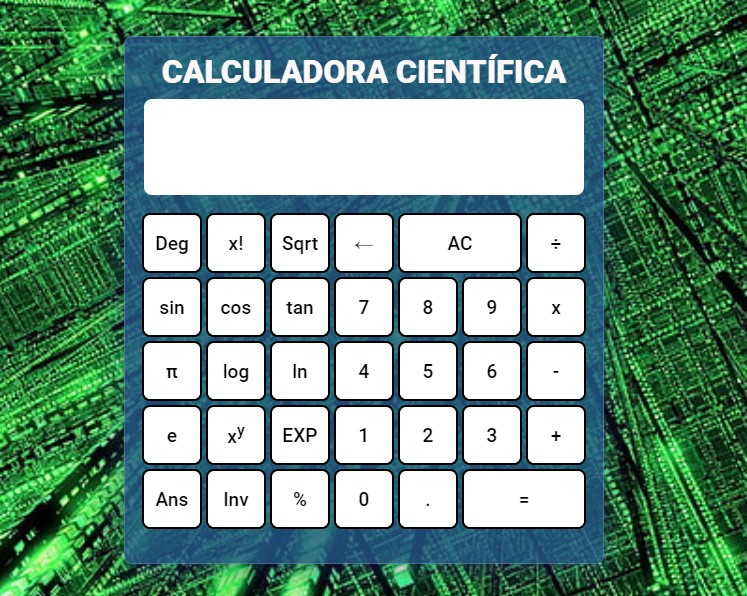 CALCULADORA CIENTÍFICA
Deg x! Sqrt ← AC ÷
sin cos tan 7 8 9 x
π log ln 4 5 6 -
e xʸ EXP 1 2 3 +
Ans Inv % 0 . =